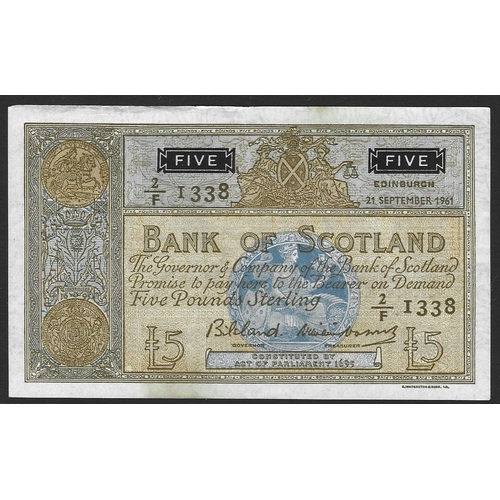 FIVE FIVE
EDINBURGH
2/F 1338 21 SEPTEMBER 1961
BANK OF SCOTLAND
The Governor & Company of the Bank of Scotland
Promise to pay here to the Bearer on Demand
Five Pounds Sterling 2/F 1338
GOVERNOR TREASURER
£5 £5
CONSTITUTED BY
ACT OF PARLIAMENT 1695